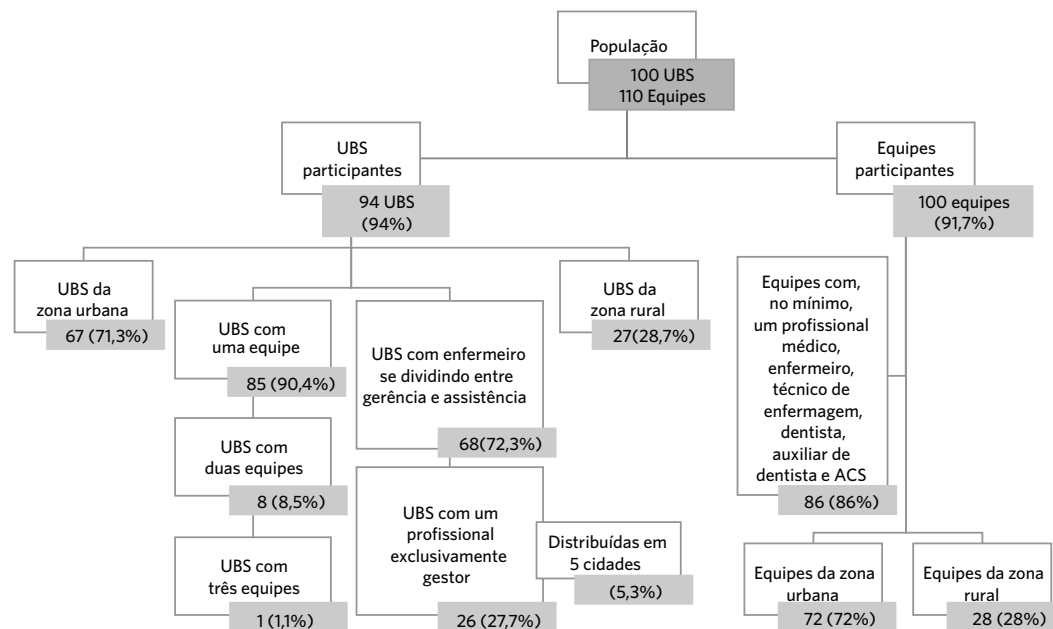 População
100 UBS
110 Equipes
UBS
participantes
94 UBS
(94%)
Equipes
participantes
100 equipes
(91,7%)
UBS da
zona urbana
67 (71,3%)
UBS com
uma equipe
85 (90,4%)
UBS com
duas equipes
8 (8,5%)
UBS com
três equipes
1 (1,1%)
UBS com enfermeiro
se dividindo entre
gerência e assistência
68(72,3%)
UBS com um
profissional
exclusivamente
gestor
26 (27,7%)
Distribuídas em
5 cidades
(5,3%)
UBS da
zona rural
27(28,7%)
Equipes com,
no mínimo,
um profissional
médico,
enfermeiro,
técnico de
enfermagem,
dentista,
auxiliar de
dentista e ACS
86 (86%)
Equipes da zona
urbana
72 (72%)
Equipes da zona
rural
28 (28%)